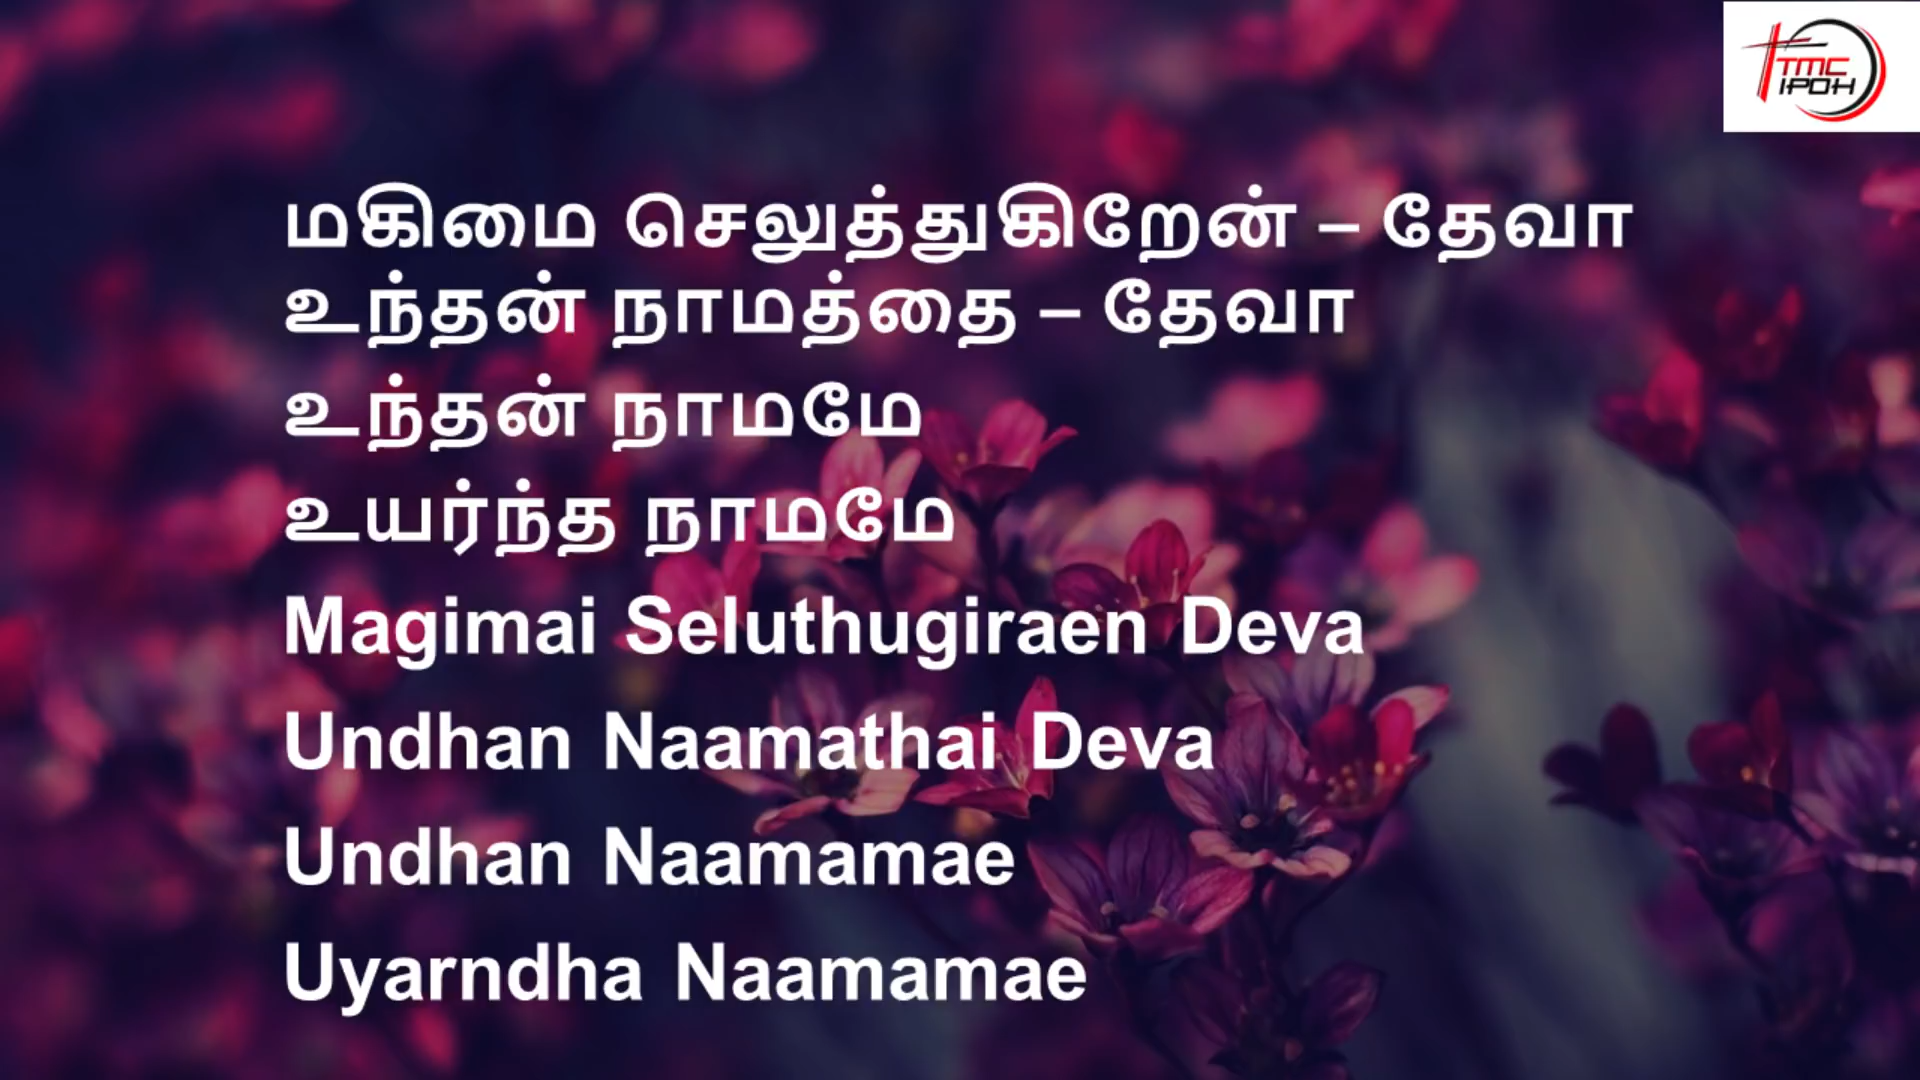 TMC
IPOH
மகிமை செலுத்துகிறேன் – தேவா
உந்தன் நாமத்தை – தேவா
உந்தன் நாமமே
உயர்ந்த நாமமே
Magimai Seluthugiraen Deva
Undhan Naamathai Deva
Undhan Naamamae
Uyarndha Naamamae